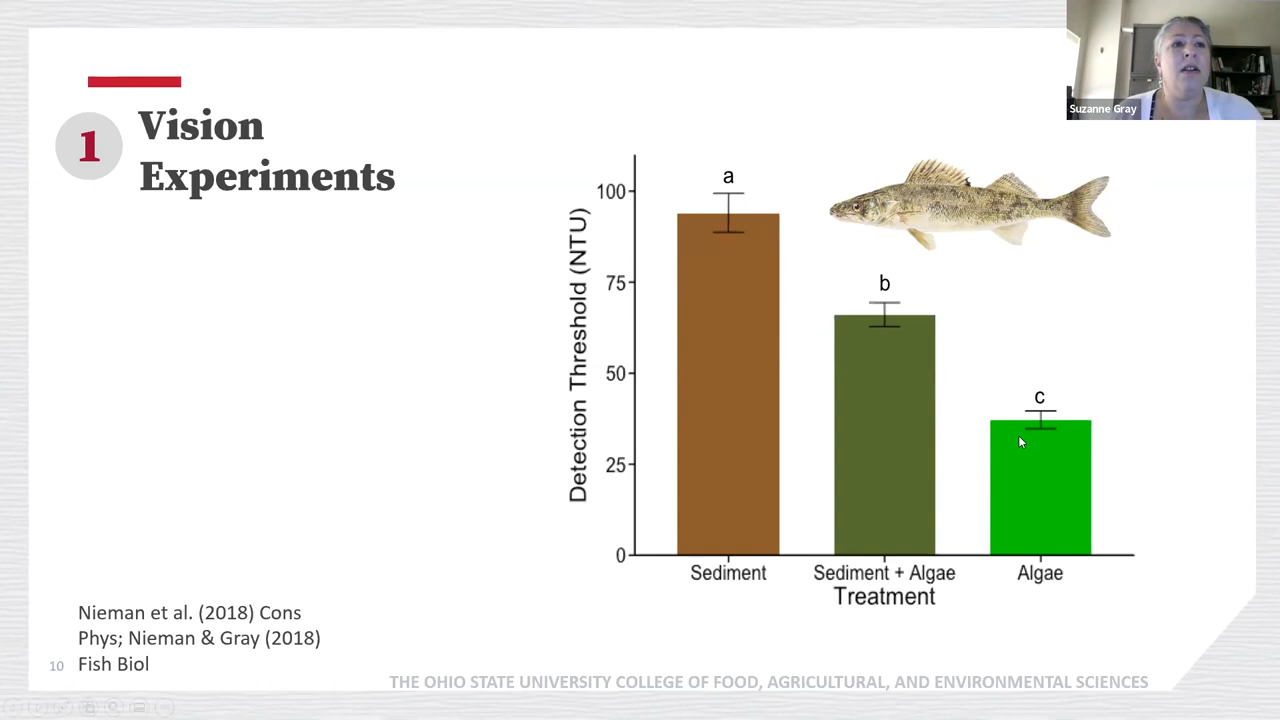 Suzanne Gray
1
Vision
Experiments
a
b
c
100
75
50
25
0
Detection Threshold (NTU)
Sediment
Sediment + Algae
Algae
Treatment
Nieman et al. (2018) Cons
Phys; Nieman & Gray (2018)
Fish Biol
10
THE OHIO STATE UNIVERSITY COLLEGE OF FOOD, AGRICULTURAL, AND ENVIRONMENTAL SCIENCES